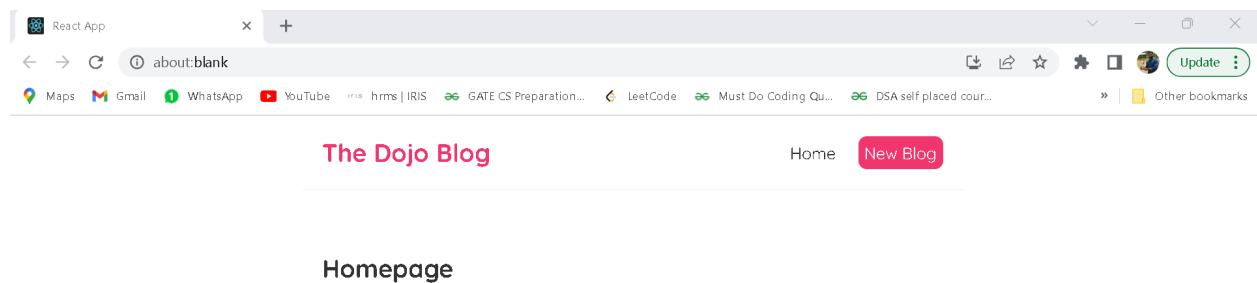 React App
about:blank
Update
Maps Gmail WhatsApp YouTube hrms | IRIS GATE CS Preparation... LeetCode Must Do Coding Qu... DSA self placed cour... » Other bookmarks
The Dojo Blog Home New Blog
Homepage